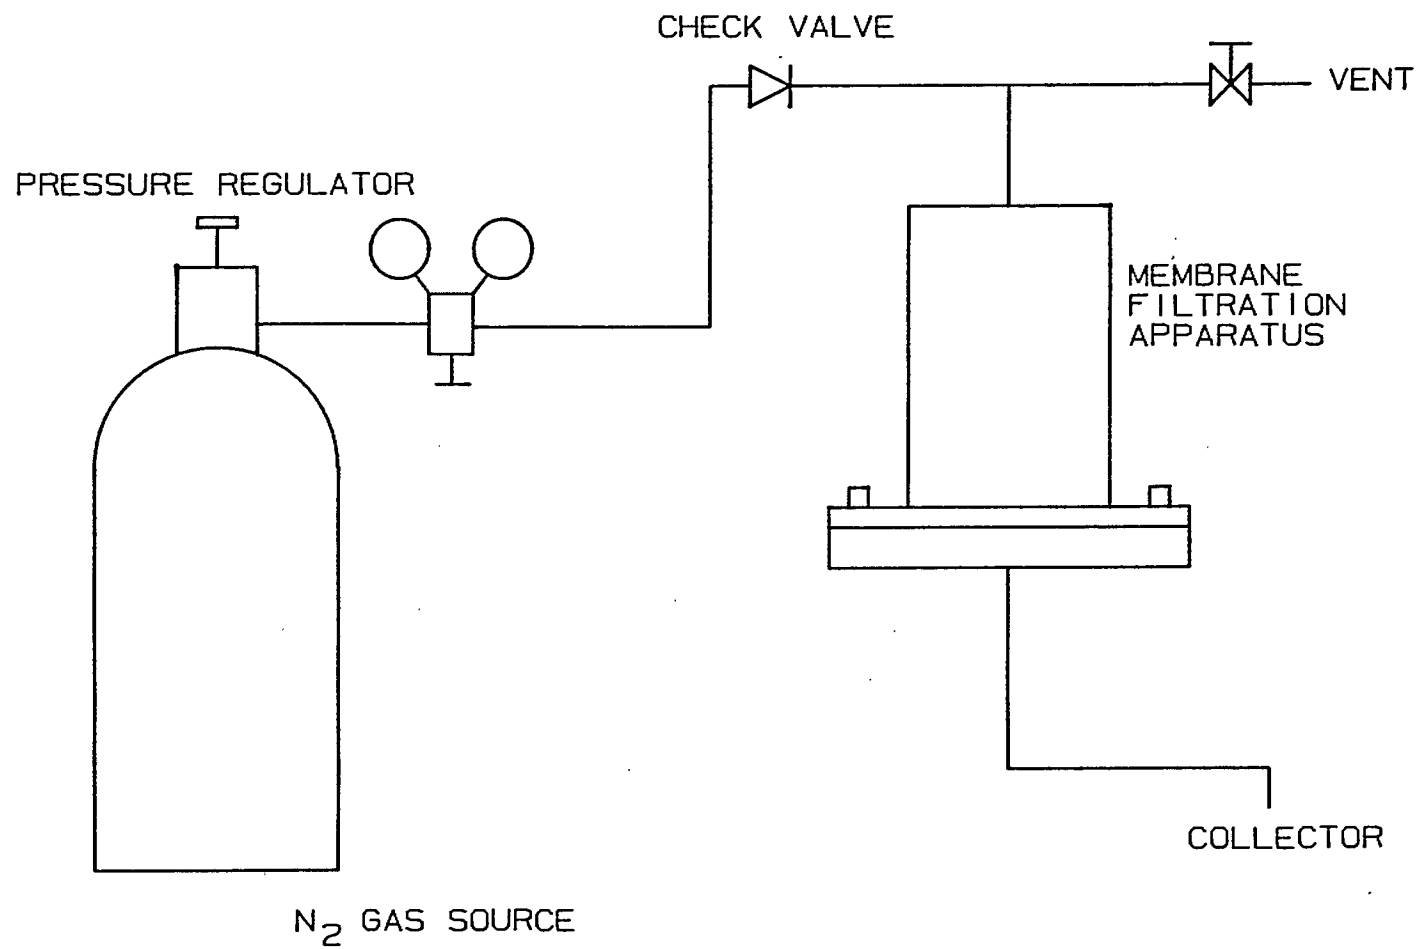 CHECK VALVE
VENT
PRESSURE REGULATOR
MEMBRANE
FILTRATION
APPARATUS
COLLECTOR
N2 GAS SOURCE